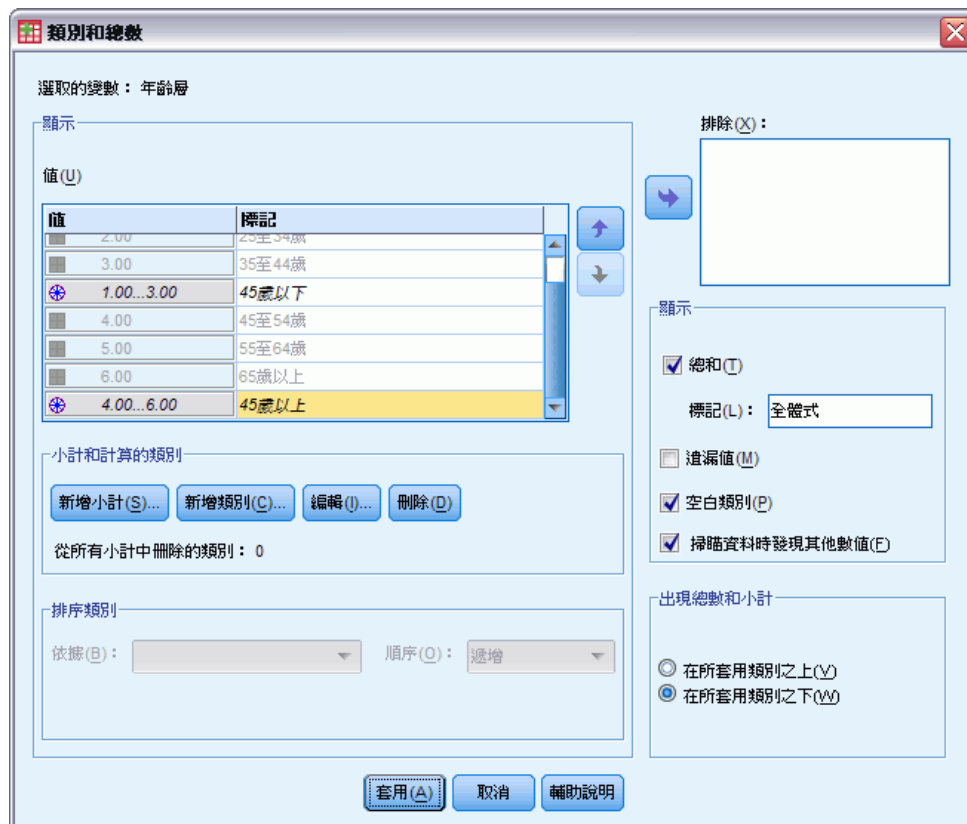 類別和總數
選取的變數：年齡層
顯示
值(U)
值 標記
2.00 25至34歲
3.00 35至44歲
1.00...3.00 45歲以下
4.00 45至54歲
5.00 55至64歲
6.00 65歲以上
4.00...6.00 45歲以上
小計和計算的類別
新增小計(S)... 新增類別(C)... 編輯(I)... 刪除(D)
從所有小計中刪除的類別：0
排序類別
依據(B)： 順序(O)： 遞增
排除(X)：
顯示
總和(T)
標記(L)： 全體式
遺漏值(M)
空白類別(P)
掃瞄資料時發現其他數值(F)
出現總數和小計
在所套用類別之上(V)
在所套用類別之下(W)
套用(A) 取消 輔助說明